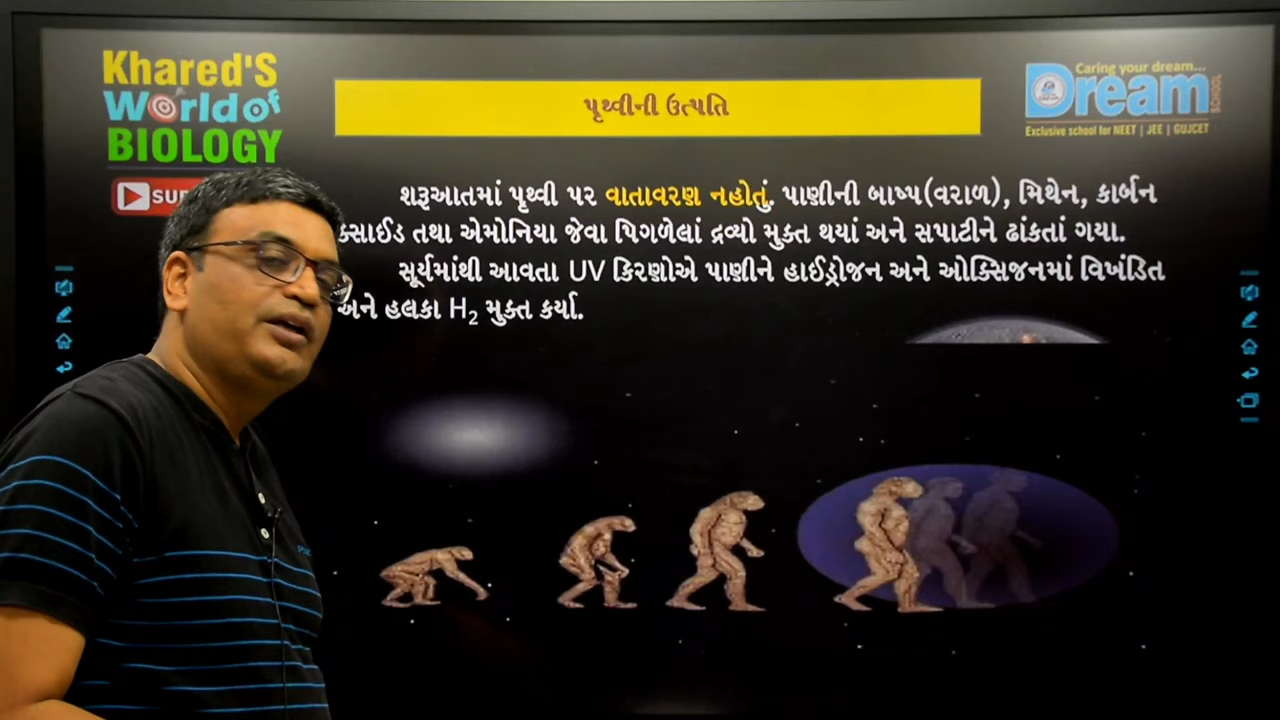 Khared'S
World of
BIOLOGY
પૃથ્વીની ઉત્પતિ
Caring your dream...
Dream
SCHOOL
Exclusive school for NEET | JEE | GUJCET
શરૂઆતમાં પૃથ્વી પર વાતાવરણ નહોતું. પાણીની બાષ્પ(વરાળ), મિથેન, કાર્બન
ક્સાઈડ તથા એમોનિયા જેવા પિગળેલાં દ્રવ્યો મુક્ત થયાં અને સપાટીને ઢાંકતાં ગયા.
સૂર્યમાંથી આવતા UV કિરણોએ પાણીને હાઈડ્રોજન અને ઓક્સિજનમાં વિખંડિત
અને હલકા H₂ મુક્ત કર્યા.